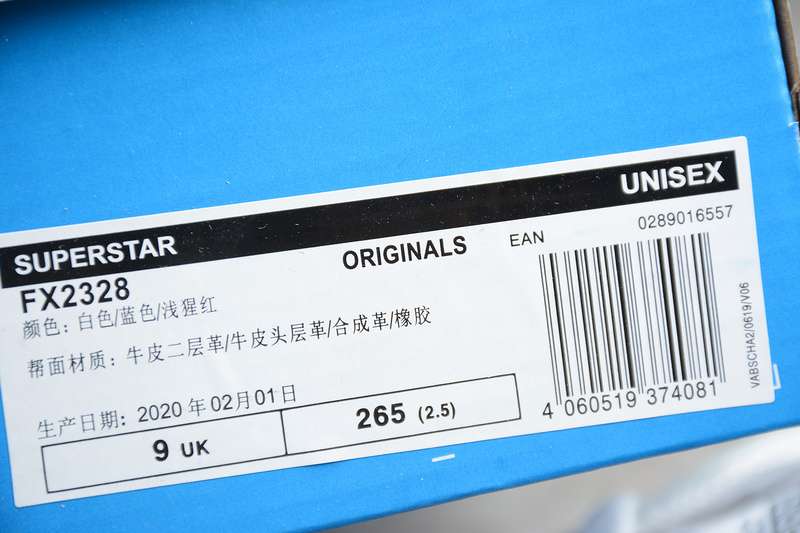 SUPERSTAR
UNISEX
FX2328
ORIGINALS
EAN
0289016557
颜色: 白色/蓝色/浅猩红
帮面材质: 牛皮二层革/牛皮头层革/合成革/橡胶
生产日期: 2020 年 02月 01日
9 UK
265 (2.5)
4 060519 374081
VABSCHA2/0619/V06